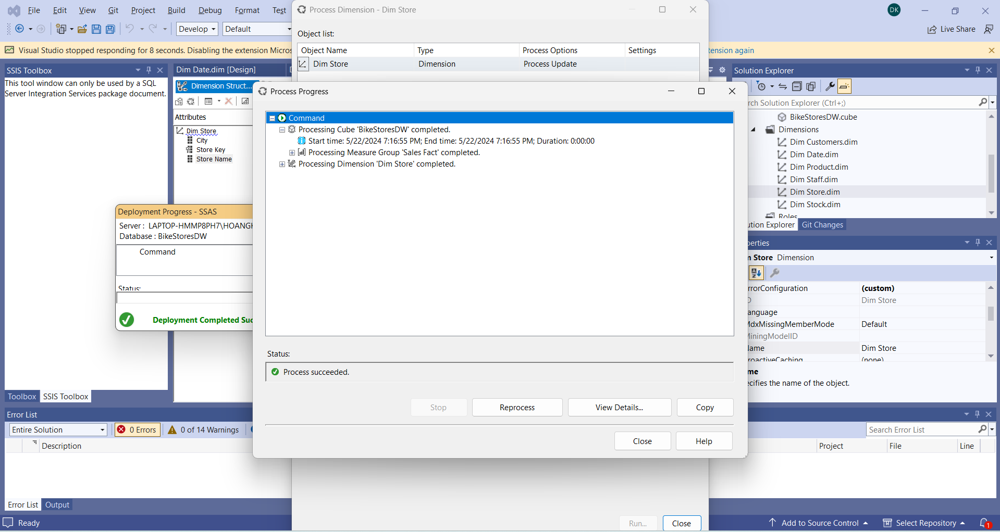 File Edit View Git Project Build Debug Format Test
Process Dimension - Dim Store
DK
Develop Default
Live Share
Object list:
Visual Studio stopped responding for 8 seconds. Disabling the extension Micros
tension again
Object Name Type Process Options Settings
Dim Store Dimension Process Update
SSIS Toolbox
This tool window can only be used by a SQL
Server Integration Services package document.
Dim Date.dim [Design]
Dimension Struct...
Attributes
Dim Store
City
Store Key
Store Name
Process Progress
Command
Processing Cube 'BikeStoresDW' completed.
Start time: 5/22/2024 7:16:55 PM; End time: 5/22/2024 7:16:55 PM; Duration: 0:00:00
Processing Measure Group 'Sales Fact' completed.
Processing Dimension 'Dim Store' completed.
Status:
Process succeeded.
Stop Reprocess View Details... Copy
Close Help
Deployment Progress - SSAS
Server : LAPTOP-HMMP8PH7\HOANGK
Database : BikeStoresDW
Command
Status:
Deployment Completed Suc
Solution Explorer
rch Solution Explorer (Ctrl+;)
BikeStoresDW.cube
Dimensions
Dim Customers.dim
Dim Date.dim
Dim Product.dim
Dim Staff.dim
Dim Store.dim
Dim Stock.dim
Roles
ution Explorer Git Changes
perties
m Store Dimension
rrorConfiguration (custom)
D Dim Store
anguage
MdxMissingMemberMode Default
MiningModelID
Name Dim Store
roactiveCaching (none)
me
ecifies the name of the object.
Toolbox SSIS Toolbox
Error List
Entire Solution 0 Errors 0 of 14 Warnings
Search Error List
Description Project File Line
Error List Output
Run... Close
Ready
Add to Source Control Select Repository 1